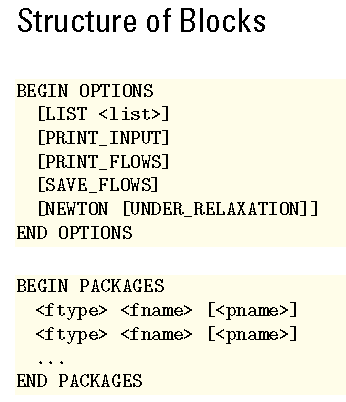 Structure of Blocks
BEGIN OPTIONS
[LIST <list>]
[PRINT_INPUT]
[PRINT_FLOWS]
[SAVE_FLOWS]
[NEWTON [UNDER_RELAXATION]]
END OPTIONS
BEGIN PACKAGES
<ftype> <fname> [<pname>]
<ftype> <fname> [<pname>]
...
END PACKAGES